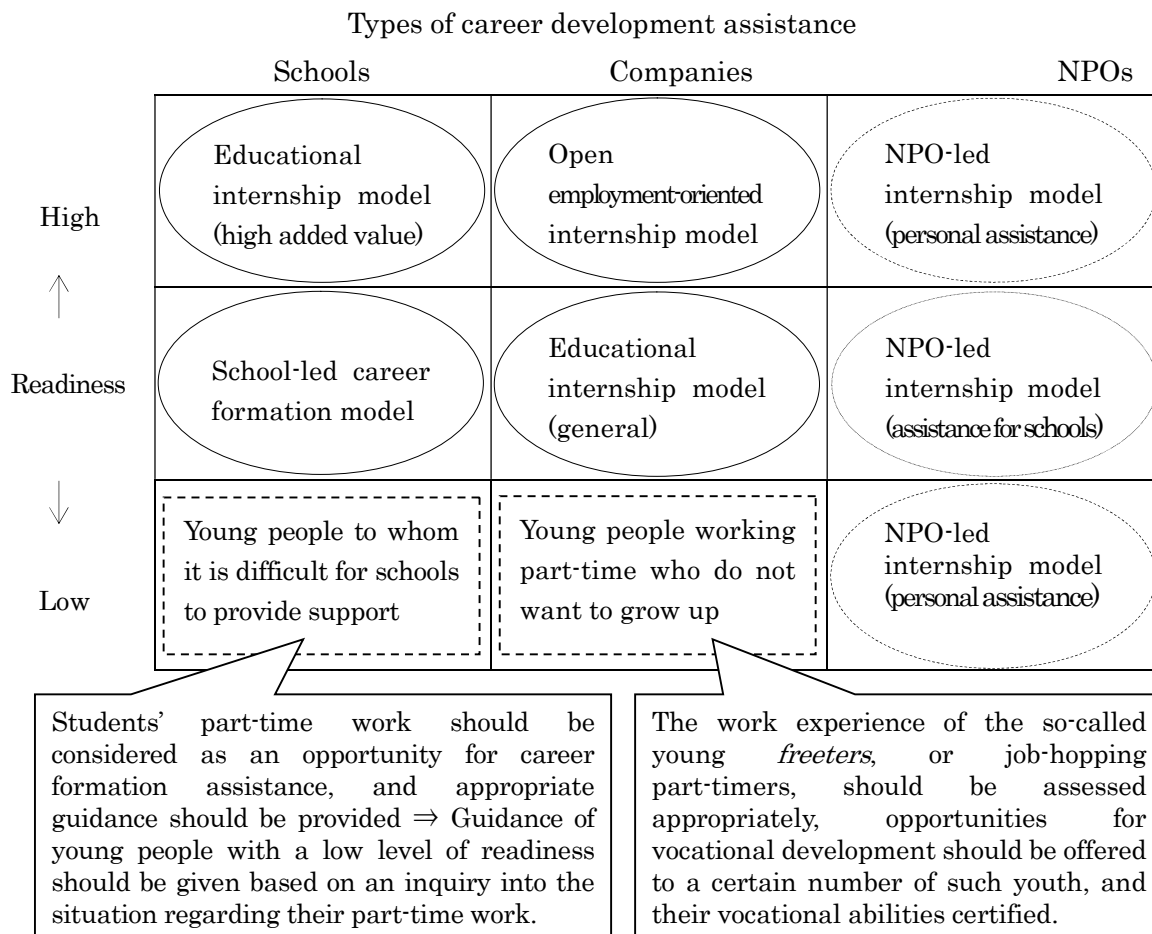 Types of career development assistance
Schools
Companies
NPOs
High
Educational
internship model
(high added value)
Open
employment-oriented
internship model
NPO-led
internship model
(personal assistance)
Readiness
School-led career
formation model
Educational
internship model
(general)
NPO-led
internship model
(assistance for schools)
Low
Young people to whom
it is difficult for schools
to provide support
Young people working
part-time who do not
want to grow up
NPO-led
internship model
(personal assistance)
Students’ part-time work should be
considered as an opportunity for career
formation assistance, and appropriate
guidance should be provided ⇒ Guidance of
young people with a low level of readiness
should be given based on an inquiry into the
situation regarding their part-time work.
The work experience of the so-called
young freeters, or job-hopping
part-timers, should be assessed
appropriately, opportunities for
vocational development should be offered
to a certain number of such youth, and
their vocational abilities certified.